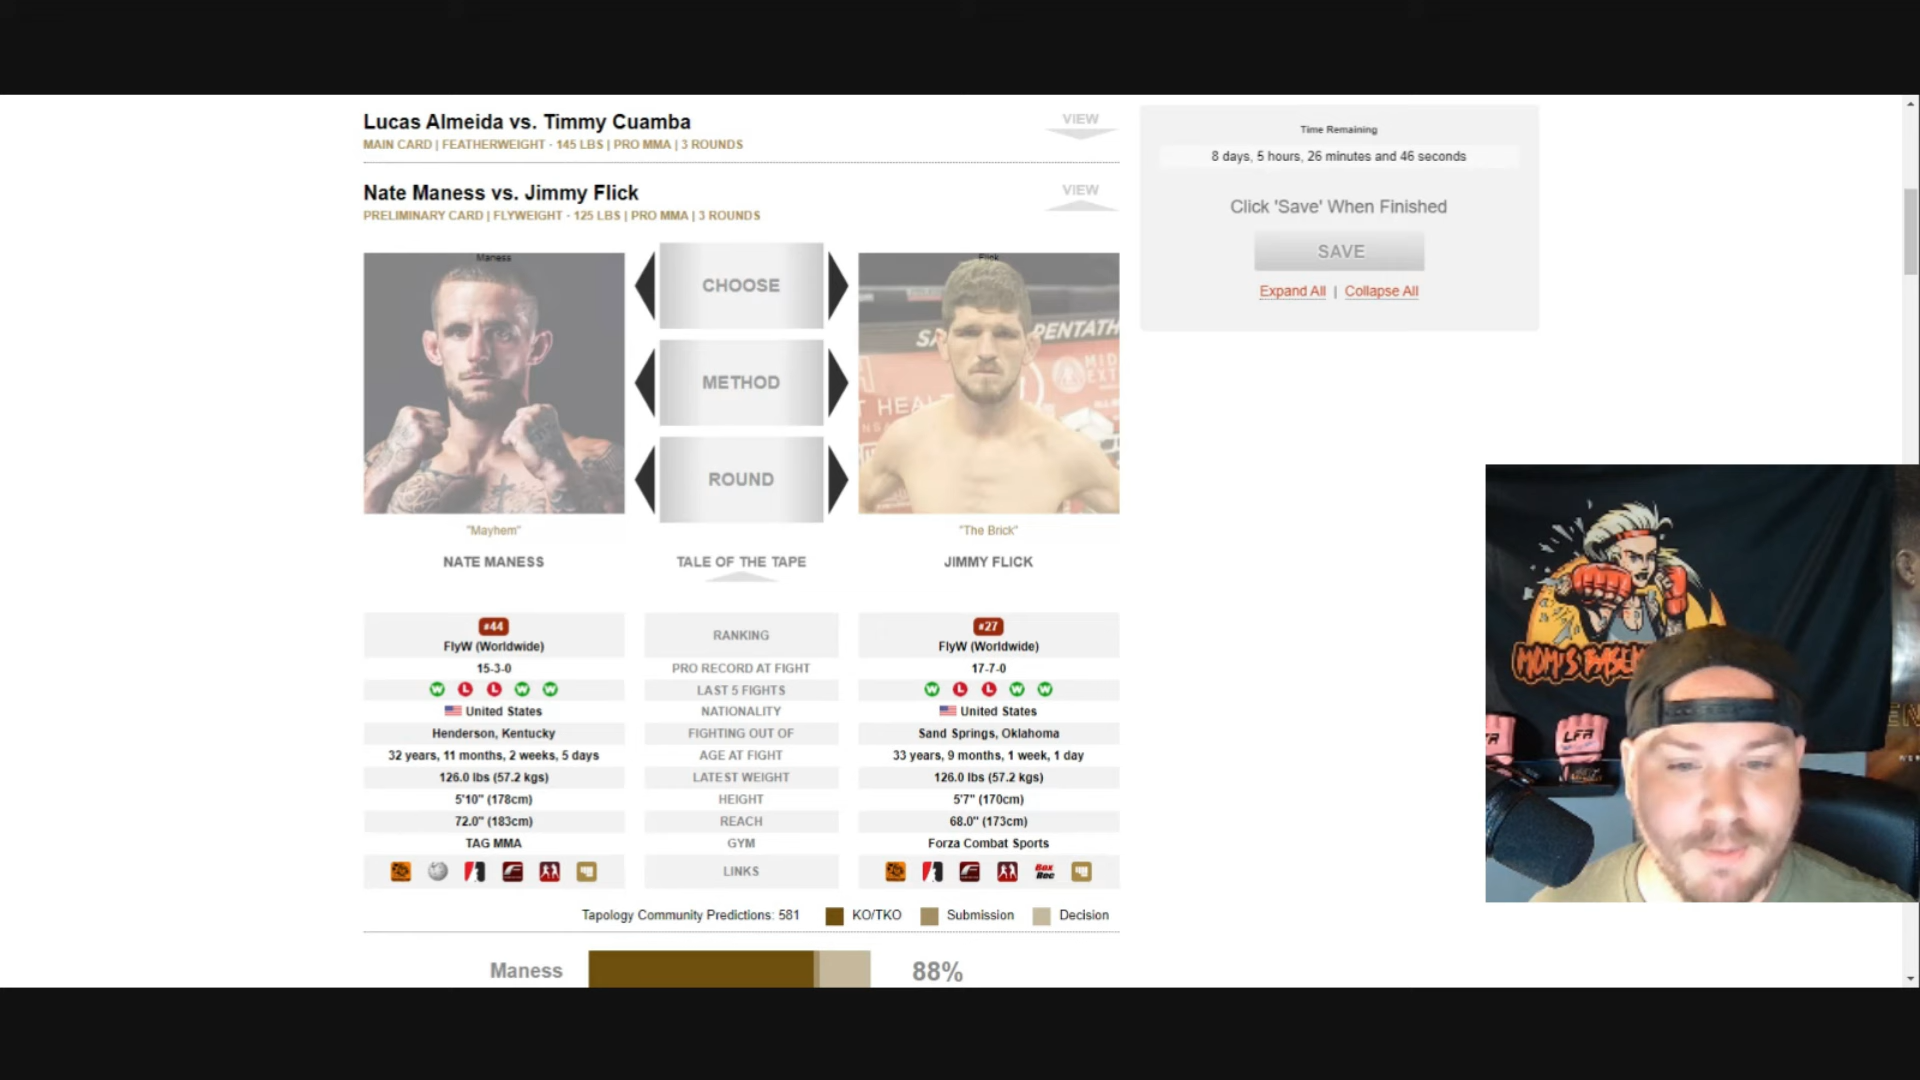 Lucas Almeida vs. Timmy Cuamba
MAIN CARD | FEATHERWEIGHT · 145 LBS | PRO MMA | 3 ROUNDS
VIEW
Nate Maness vs. Jimmy Flick
PRELIMINARY CARD | FLYWEIGHT · 125 LBS | PRO MMA | 3 ROUNDS
VIEW
Time Remaining
8 days, 5 hours, 26 minutes and 46 seconds
Click 'Save' When Finished
SAVE
Expand All | Collapse All
Maness
CHOOSE
METHOD
ROUND
Flick
PENTATH
"Mayhem"
"The Brick"
NATE MANESS
TALE OF THE TAPE
JIMMY FLICK
#44
FlyW (Worldwide)
RANKING
#27
FlyW (Worldwide)
15-3-0
PRO RECORD AT FIGHT
17-7-0
W L L W W
LAST 5 FIGHTS
W L L W W
United States
NATIONALITY
United States
Henderson, Kentucky
FIGHTING OUT OF
Sand Springs, Oklahoma
32 years, 11 months, 2 weeks, 5 days
AGE AT FIGHT
33 years, 9 months, 1 week, 1 day
126.0 lbs (57.2 kgs)
LATEST WEIGHT
126.0 lbs (57.2 kgs)
5'10" (178cm)
HEIGHT
5'7" (170cm)
72.0" (183cm)
REACH
68.0" (173cm)
TAG MMA
GYM
Forza Combat Sports
LINKS
Tapology Community Predictions: 581
KO/TKO
Submission
Decision
Maness
88%
MOM'S BASE
LFA